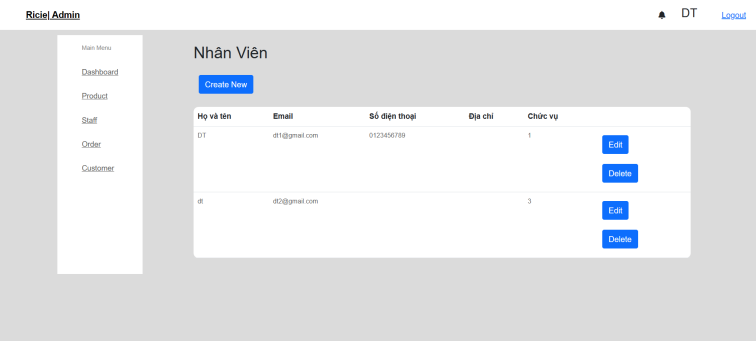 Riciel Admin
DT
Logout
Main Menu
Dashboard
Product
Staff
Order
Customer
Nhân Viên
Create New
Họ và tên Email Số điện thoại Địa chỉ Chức vụ
DT dt1@gmail.com 0123456789 1
Edit
Delete
dt dt2@gmail.com 3
Edit
Delete